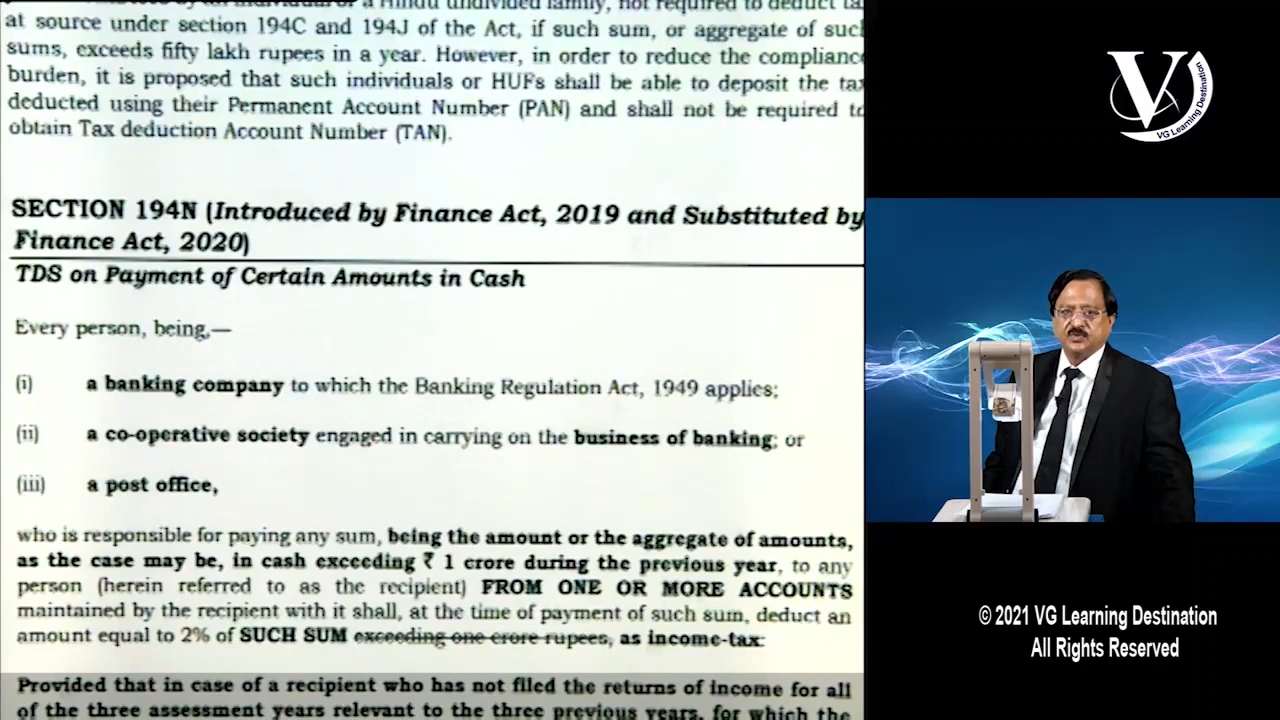 a Hindu undivided family, not required to deduct ta
at source under section 194C and 194J of the Act, if such sum, or aggregate of suc
sums, exceeds fifty lakh rupees in a year. However, in order to reduce the compliance
burden, it is proposed that such individuals or HUFs shall be able to deposit the tax
deducted using their Permanent Account Number (PAN) and shall not be required to
obtain Tax deduction Account Number (TAN).
SECTION 194N (Introduced by Finance Act, 2019 and Substituted by
Finance Act, 2020)
TDS on Payment of Certain Amounts in Cash
Every person, being,—
(i) a banking company to which the Banking Regulation Act, 1949 applies;
(ii) a co-operative society engaged in carrying on the business of banking; or
(iii) a post office,
who is responsible for paying any sum, being the amount or the aggregate of amounts,
as the case may be, in cash exceeding ₹ 1 crore during the previous year, to any
person (herein referred to as the recipient) FROM ONE OR MORE ACCOUNTS
maintained by the recipient with it shall, at the time of payment of such sum, deduct an
amount equal to 2% of SUCH SUM exceeding one crore rupees, as income-tax:
Provided that in case of a recipient who has not filed the returns of income for all
of the three assessment years relevant to the three previous years, for which the
V
VG Learning Destination
© 2021 VG Learning Destination
All Rights Reserved